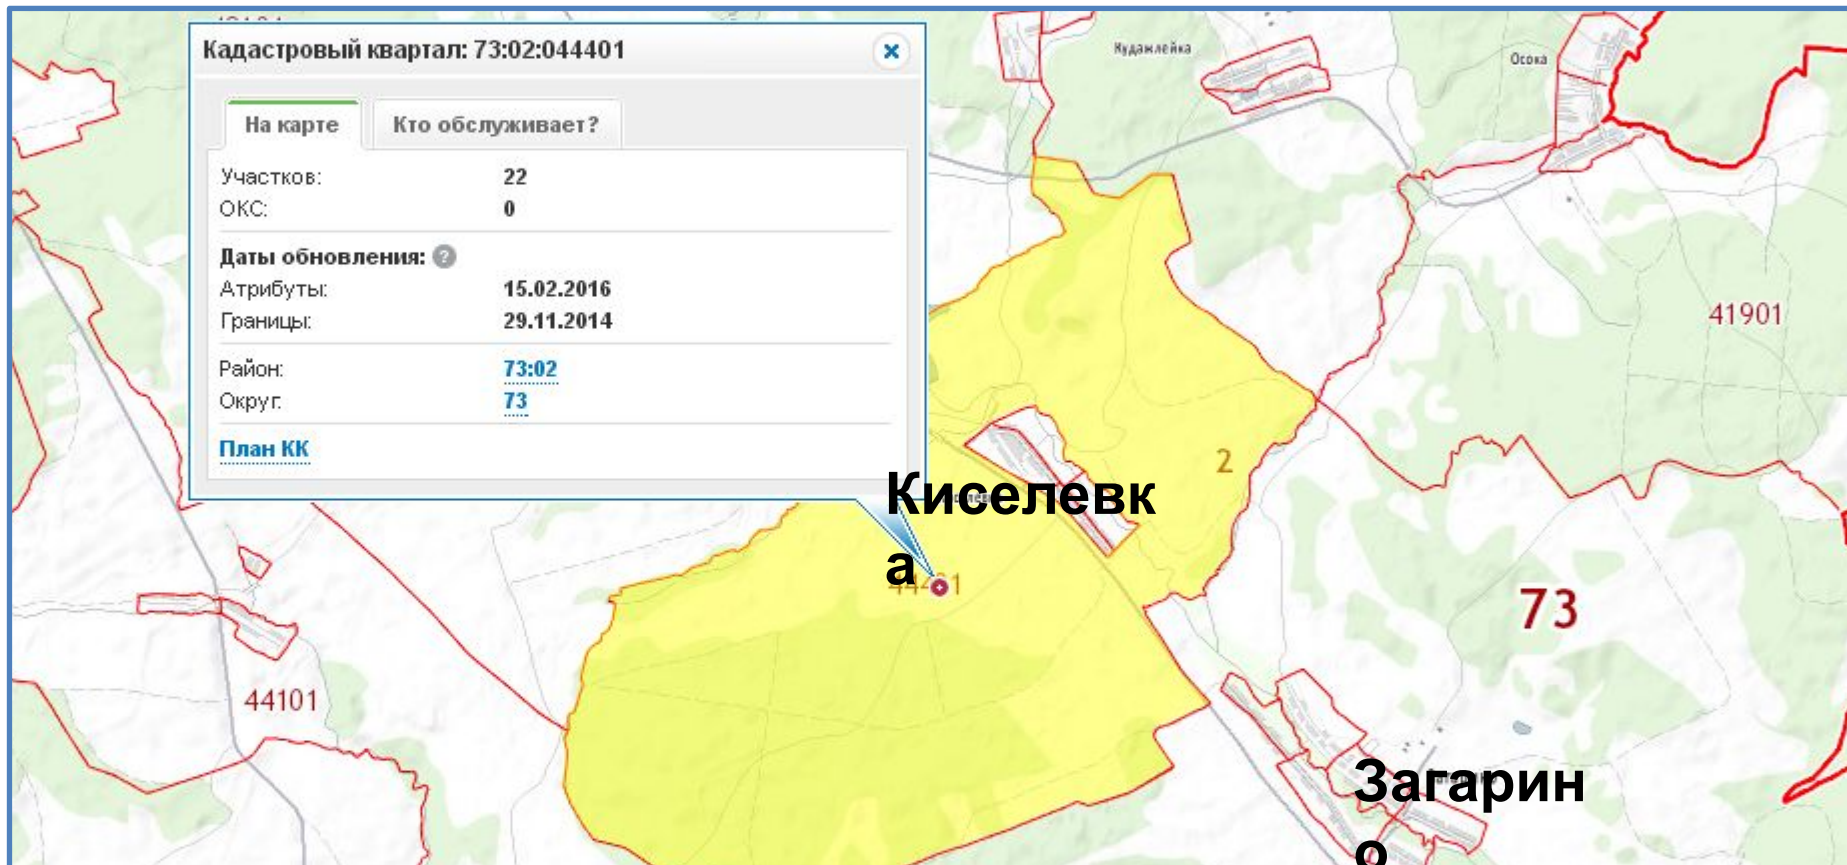 Кадастровый квартал: 73:02:044401
На карте
Кто обслуживает?
Участков: 22
ОКС: 0
Даты обновления: ?
Атрибуты: 15.02.2016
Границы: 29.11.2014
Район: 73:02
Округ: 73
План КК
Кудажлейка
Осока
41901
2
Киселевк
а
73
44101
Загарин
о